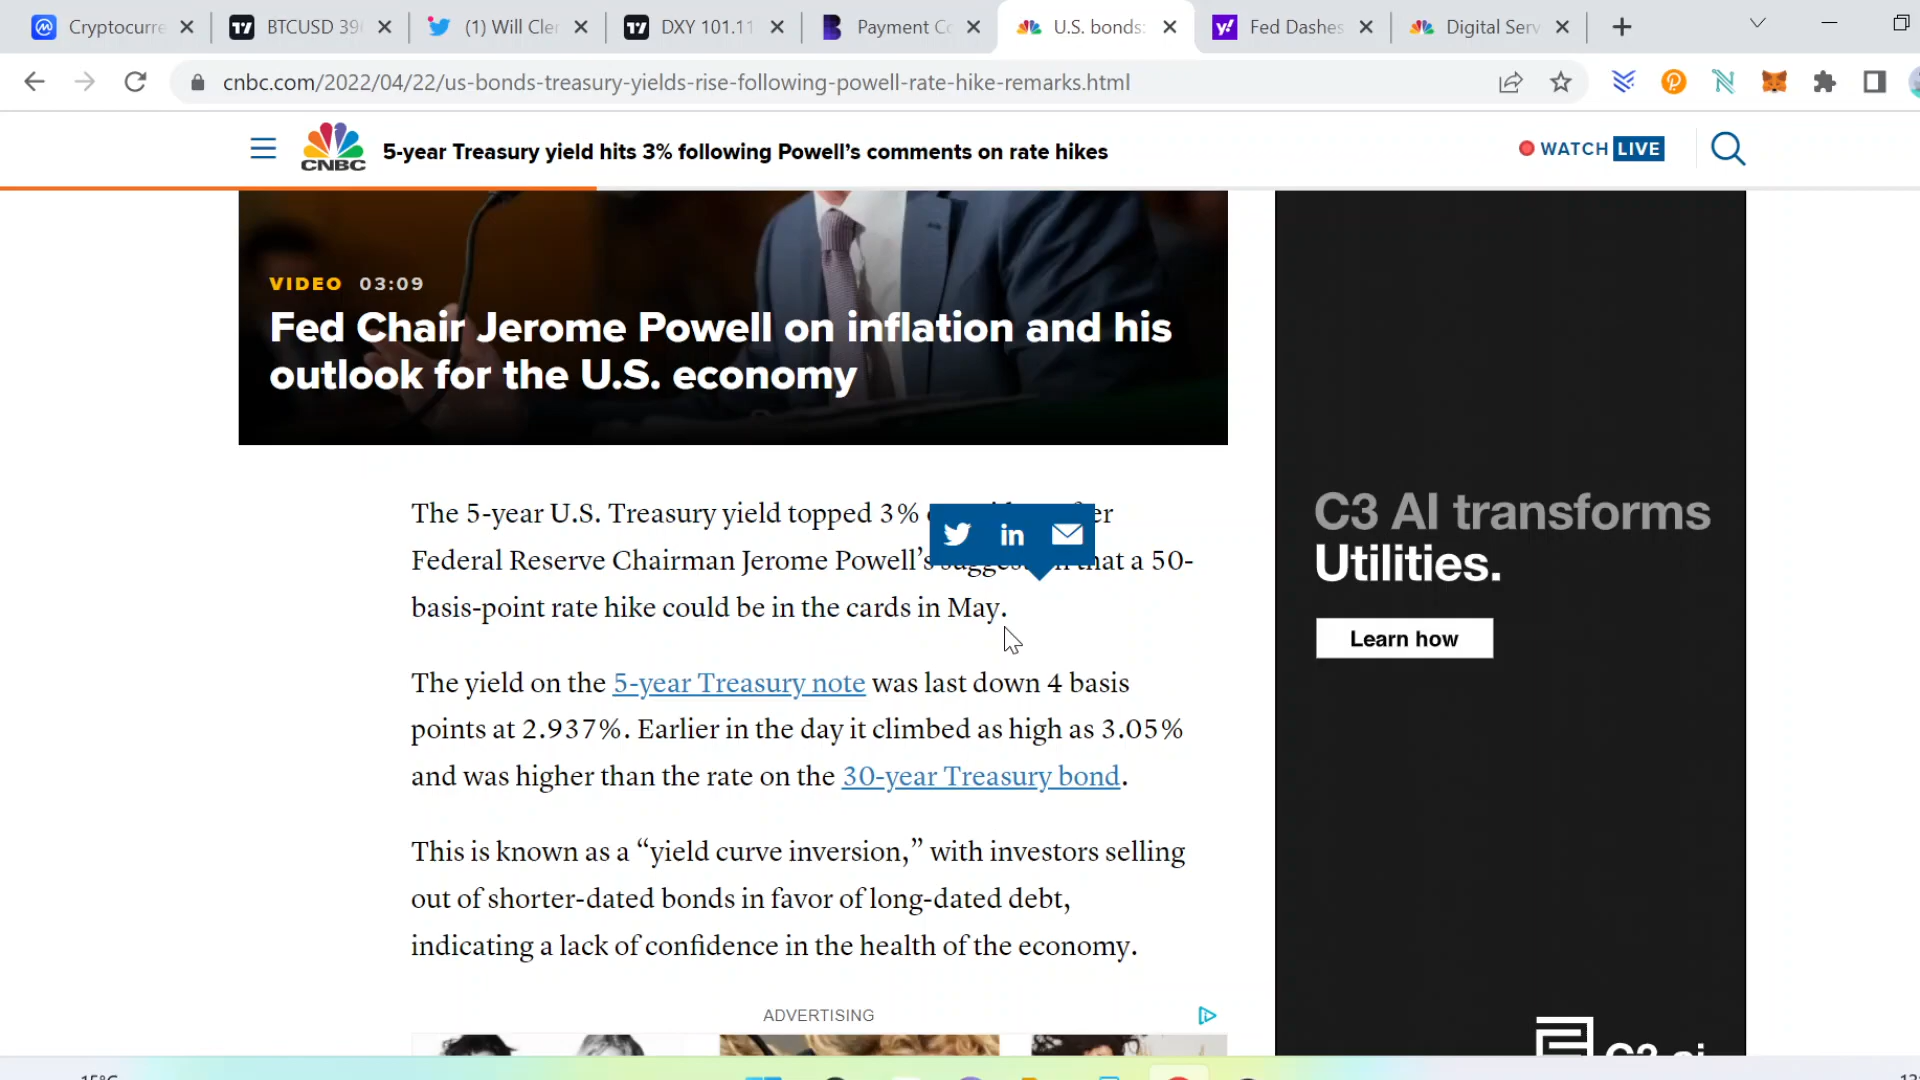 Cryptocurre
BTCUSD 39
(1) Will Cler
DXY 101.11
Payment Co
U.S. bonds:
Fed Dashes
Digital Serv
cnbc.com/2022/04/22/us-bonds-treasury-yields-rise-following-powell-rate-hike-remarks.html
CNBC
5-year Treasury yield hits 3% following Powell’s comments on rate hikes
WATCH LIVE
VIDEO 03:09
Fed Chair Jerome Powell on inflation and his
outlook for the U.S. economy
The 5-year U.S. Treasury yield topped 3%
Federal Reserve Chairman Jerome Powell’s that a 50-
basis-point rate hike could be in the cards in May.
The yield on the 5-year Treasury note was last down 4 basis
points at 2.937%. Earlier in the day it climbed as high as 3.05%
and was higher than the rate on the 30-year Treasury bond.
This is known as a “yield curve inversion,” with investors selling
out of shorter-dated bonds in favor of long-dated debt,
indicating a lack of confidence in the health of the economy.
ADVERTISING
C3 AI transforms
Utilities.
Learn how